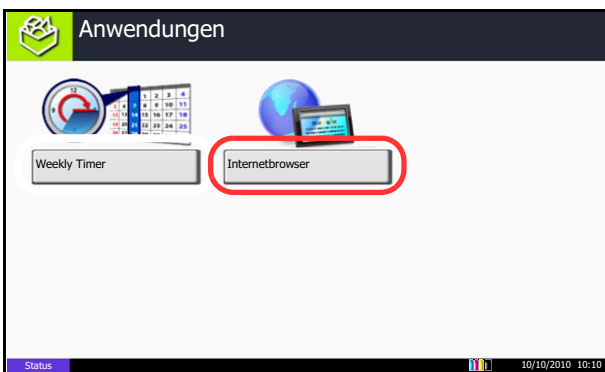 Anwendungen
Weekly Timer
Internetbrowser
Status
10/10/2010 10:10